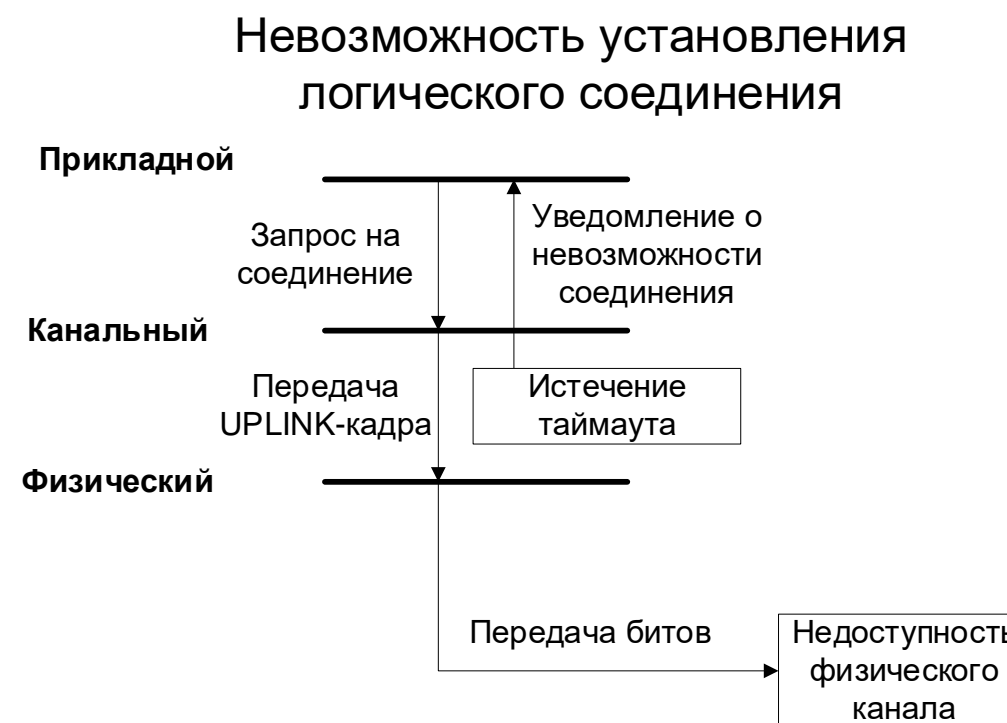 Невозможность установления
логического соединения
Прикладной
Запрос на
соединение
Уведомление о
невозможности
соединения
Канальный
Передача
UPLINK-кадра
Истечение
таймаута
Физический
Передача битов
Недоступность
физического
канала